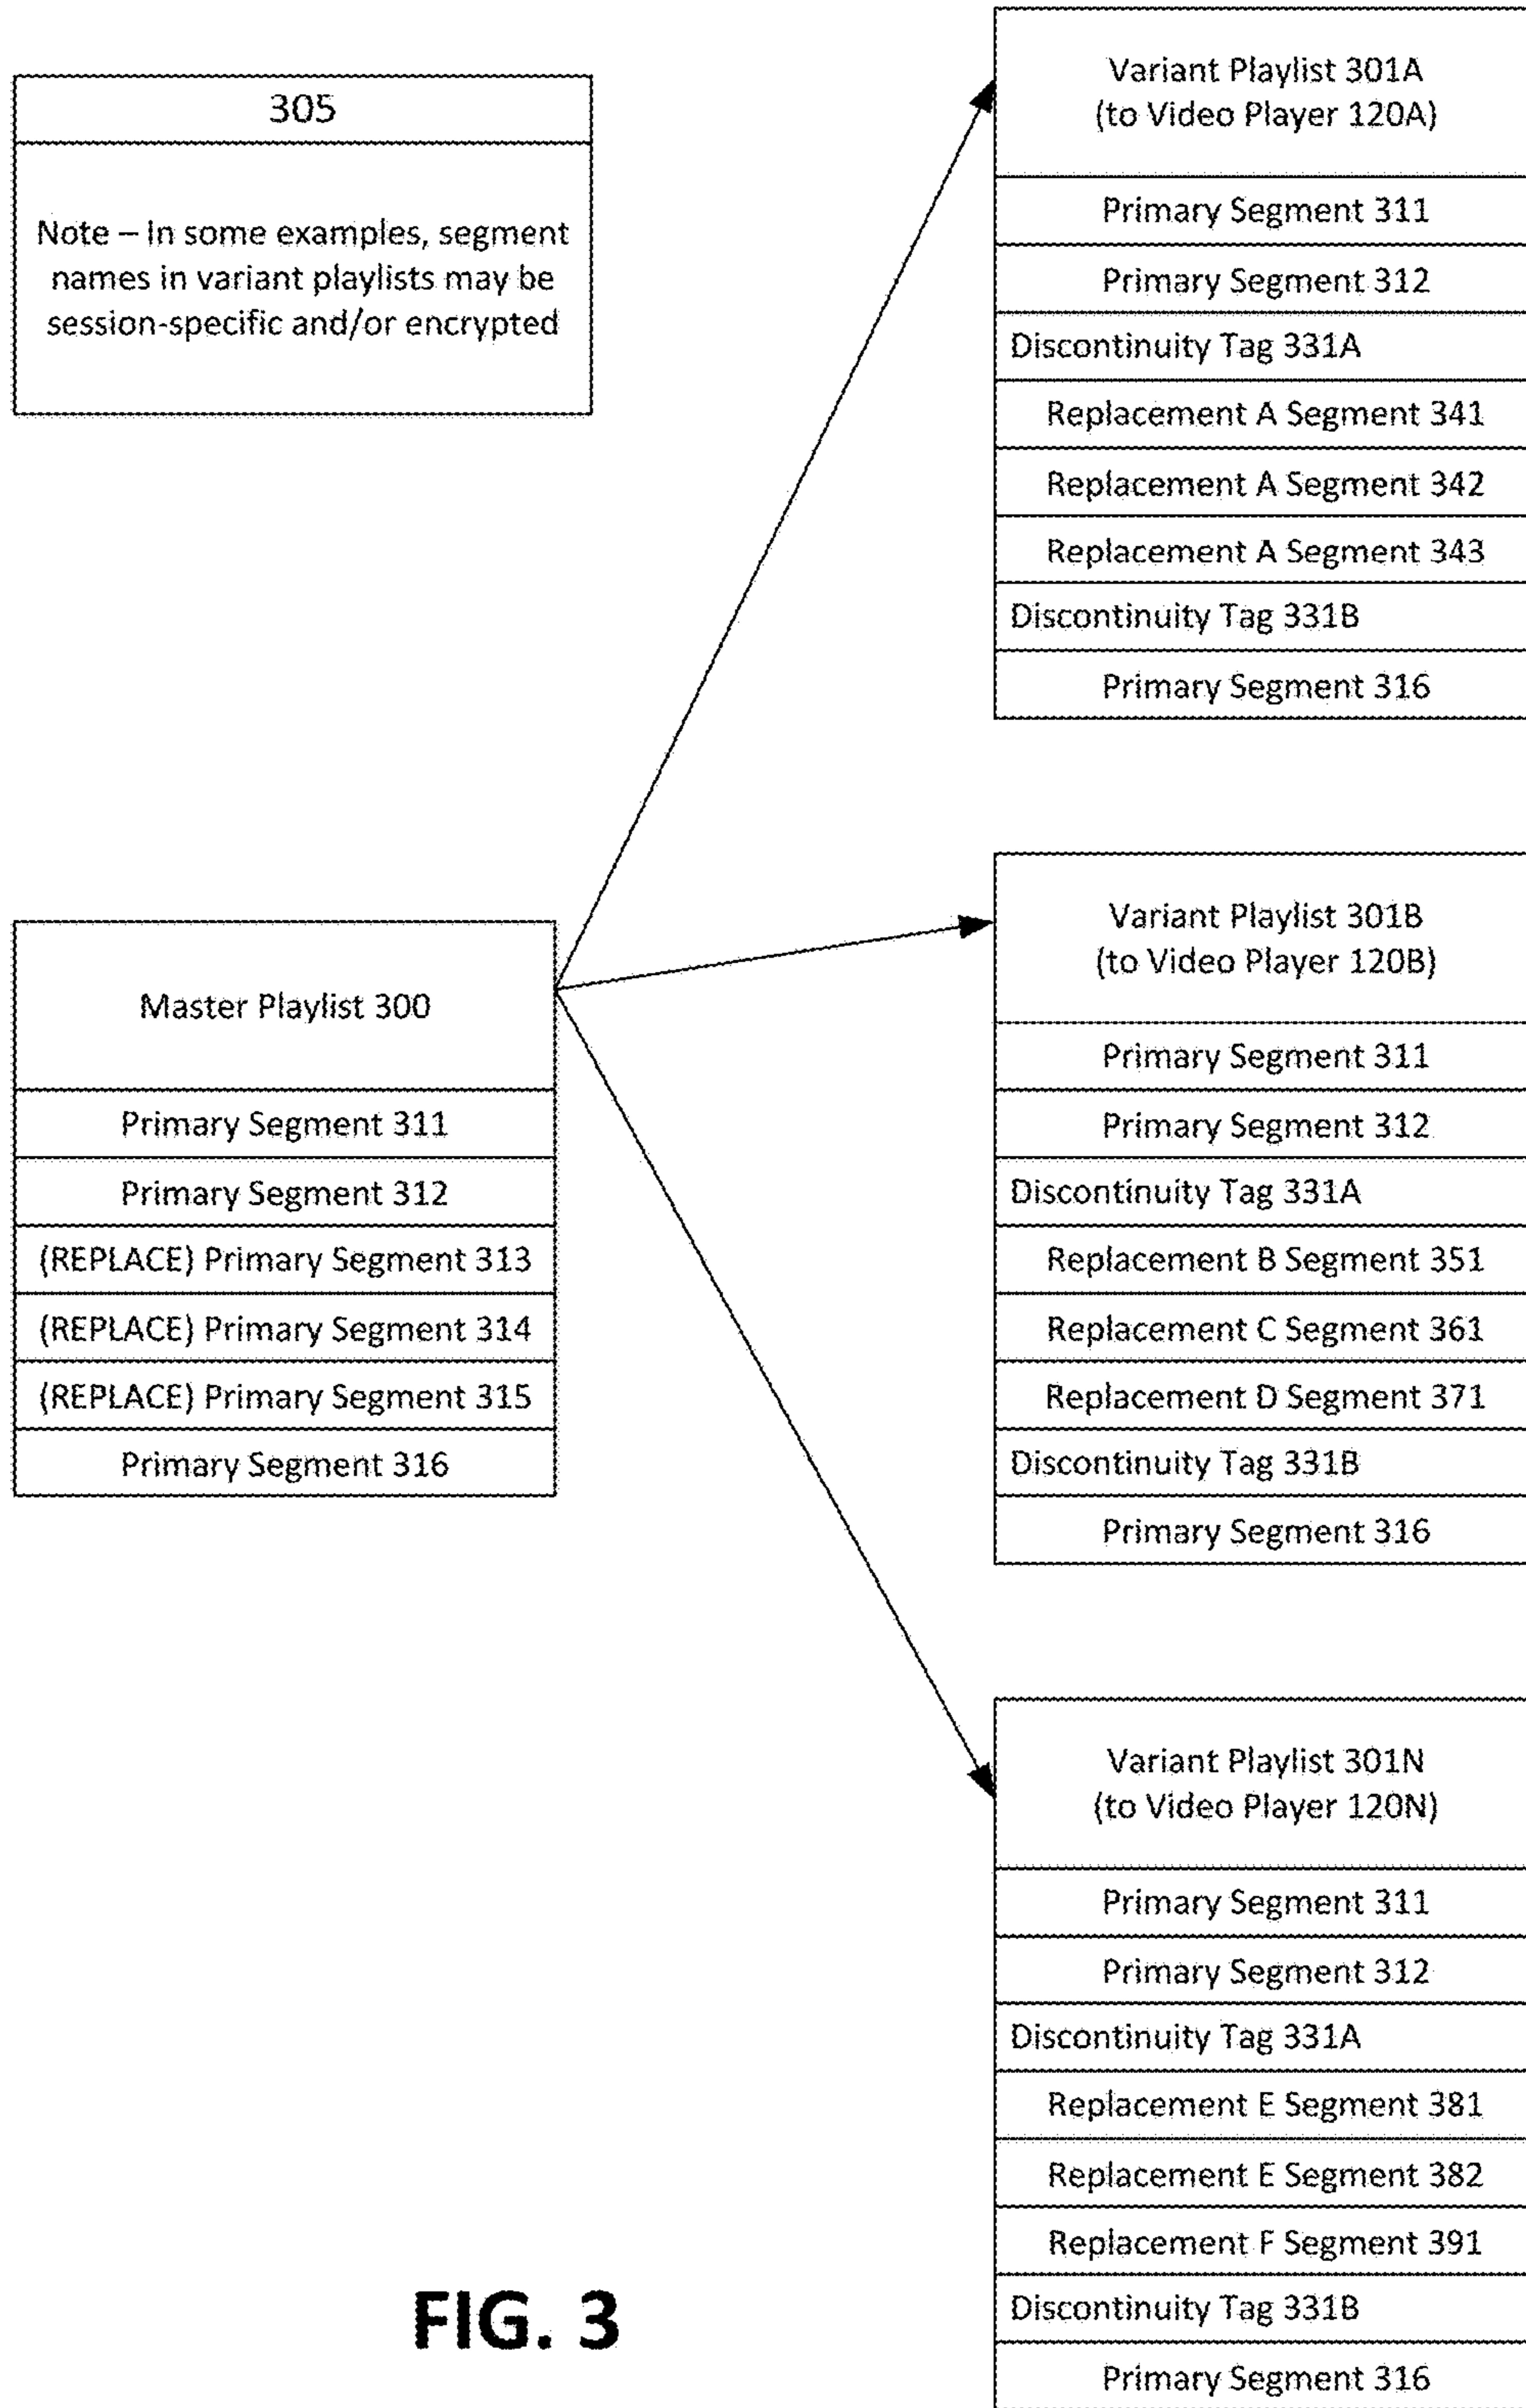 305
Note – In some examples, segment
names in variant playlists may be
session-specific and/or encrypted
Master Playlist 300
Primary Segment 311
Primary Segment 312
(REPLACE) Primary Segment 313
(REPLACE) Primary Segment 314
(REPLACE) Primary Segment 315
Primary Segment 316
Variant Playlist 301A
(to Video Player 120A)
Primary Segment 311
Primary Segment 312
Discontinuity Tag 331A
Replacement A Segment 341
Replacement A Segment 342
Replacement A Segment 343
Discontinuity Tag 331B
Primary Segment 316
Variant Playlist 301B
(to Video Player 120B)
Primary Segment 311
Primary Segment 312
Discontinuity Tag 331A
Replacement B Segment 351
Replacement C Segment 361
Replacement D Segment 371
Discontinuity Tag 331B
Primary Segment 316
Variant Playlist 301N
(to Video Player 120N)
Primary Segment 311
Primary Segment 312
Discontinuity Tag 331A
Replacement E Segment 381
Replacement E Segment 382
Replacement F Segment 391
Discontinuity Tag 331B
Primary Segment 316
FIG. 3